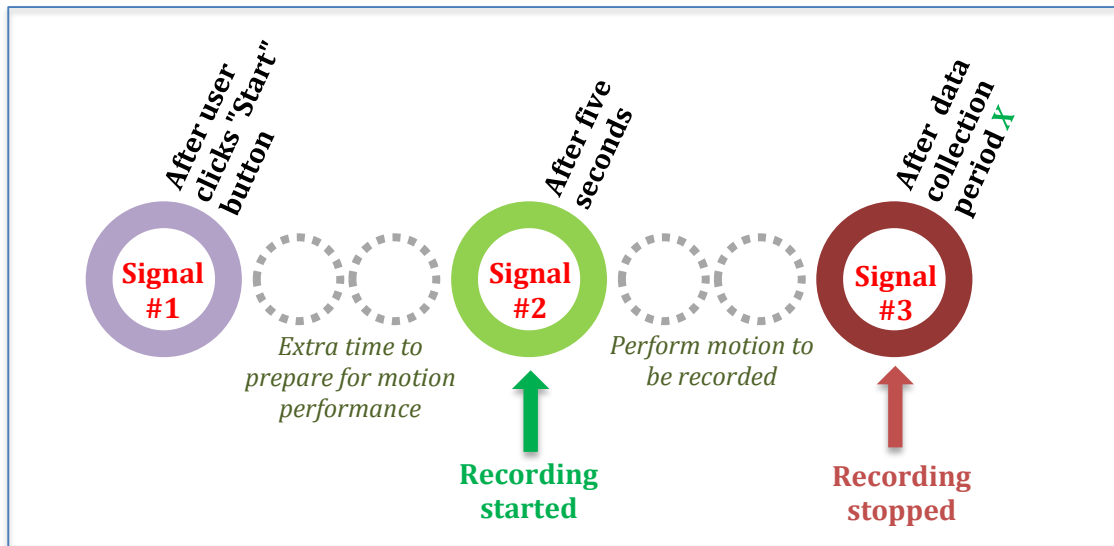 After user
clicks "Start"
button
After five
seconds
After data
collection
period X
Signal
#1
Signal
#2
Signal
#3
Extra time to
prepare for motion
performance
Perform motion to
be recorded
Recording
started
Recording
stopped